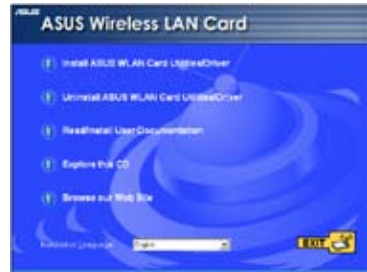 ASUS
ASUS Wireless LAN Card
Install ASUS WLAN Card Utilities/Driver
Uninstall ASUS WLAN Card Utilities/Driver
Read/Install User Documentation
Explore this CD
Browse our Web Site
Language:
English
EXIT